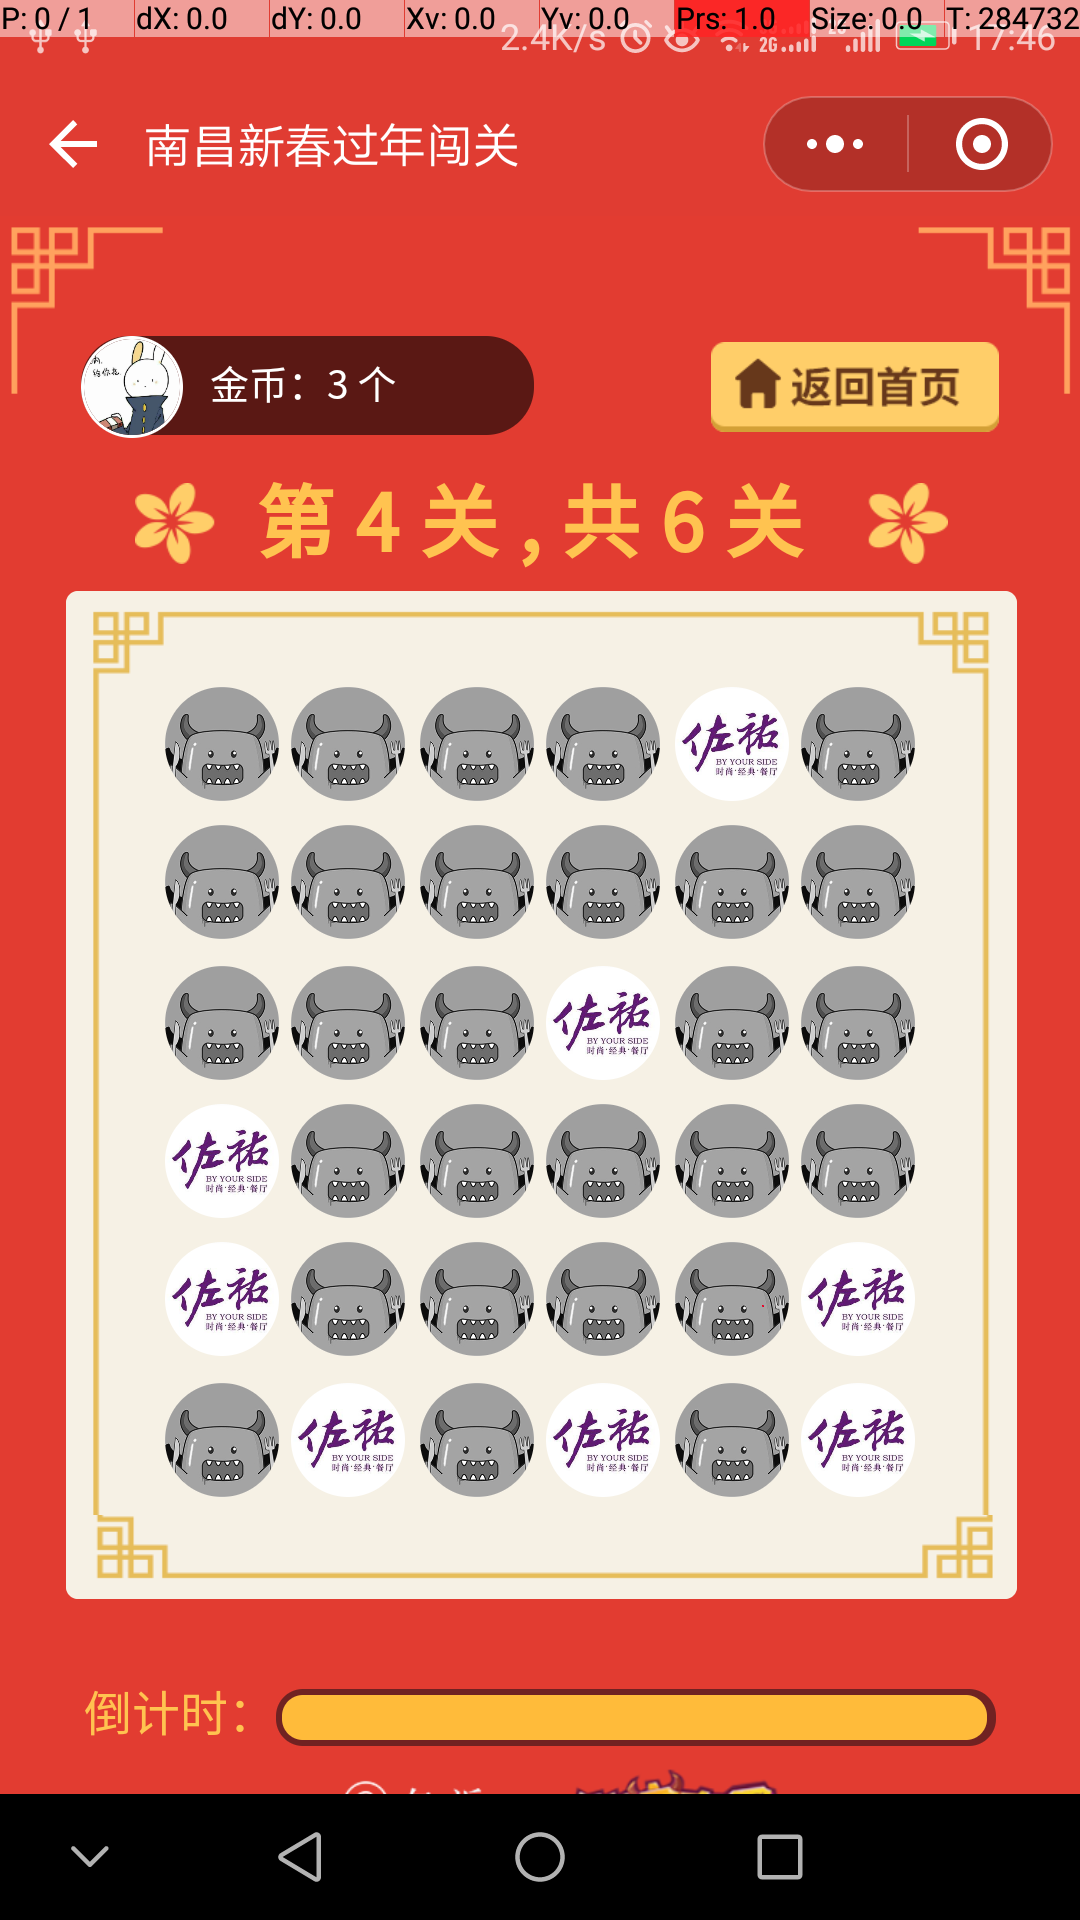 P: 0 / 1 dX: 0.0 dY: 0.0 Xv: 0.0 Yv: 0.0 Prs: 1.0 Size: 0.0 T: 284732
2.4K/s 2G 17:46
南昌新春过年闯关
金币：3 个
返回首页
第 4 关 , 共 6 关
佐祐
BY YOUR SIDE
时尚·经典·餐厅
佐祐
BY YOUR SIDE
时尚·经典·餐厅
佐祐
BY YOUR SIDE
时尚·经典·餐厅
佐祐
BY YOUR SIDE
时尚·经典·餐厅
佐祐
BY YOUR SIDE
时尚·经典·餐厅
佐祐
BY YOUR SIDE
时尚·经典·餐厅
佐祐
BY YOUR SIDE
时尚·经典·餐厅
佐祐
BY YOUR SIDE
时尚·经典·餐厅
倒计时：